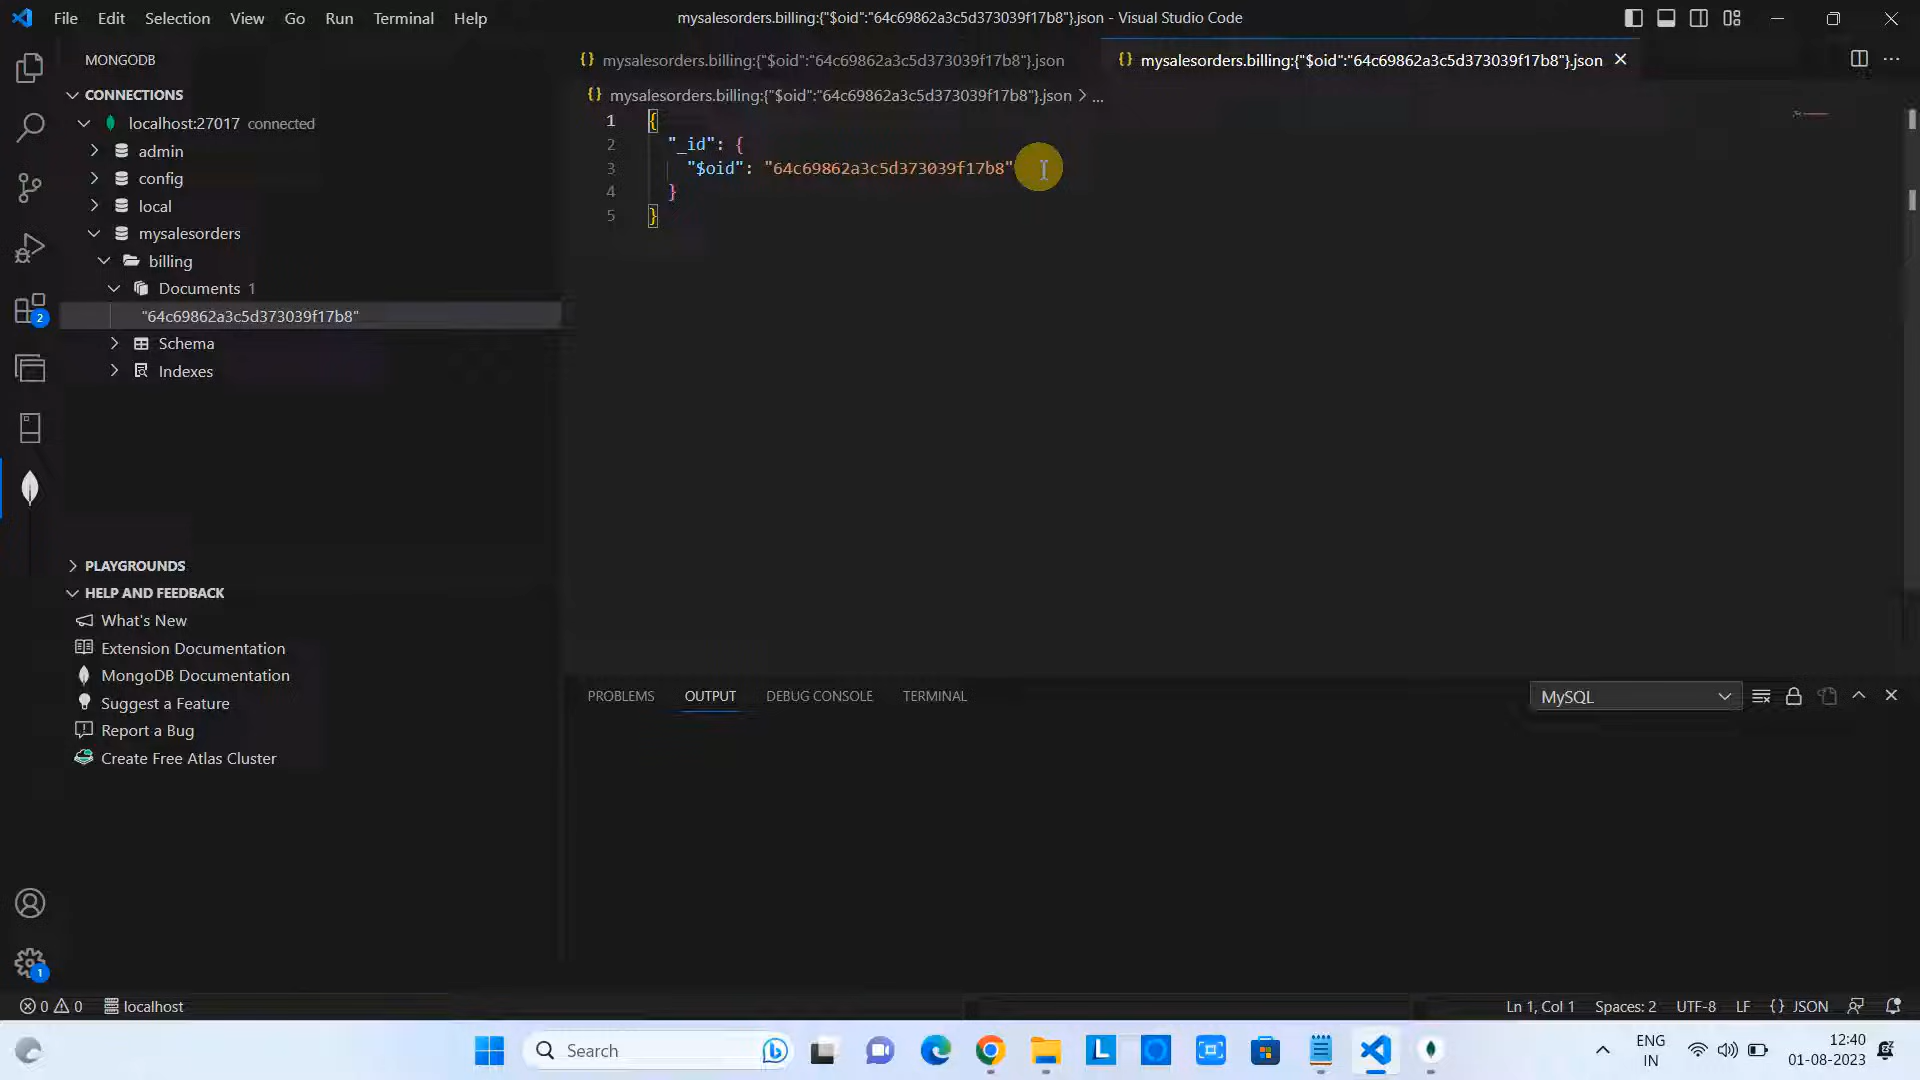 File Edit Selection View Go Run Terminal Help
mysalesorders.billing:{"$oid":"64c69862a3c5d373039f17b8"}.json - Visual Studio Code
MONGODB
CONNECTIONS
localhost:27017 connected
admin
config
local
mysalesorders
billing
Documents 1
"64c69862a3c5d373039f17b8"
Schema
Indexes
PLAYGROUNDS
HELP AND FEEDBACK
What's New
Extension Documentation
MongoDB Documentation
Suggest a Feature
Report a Bug
Create Free Atlas Cluster
2
1
{} mysalesorders.billing:{"$oid":"64c69862a3c5d373039f17b8"}.json
{} mysalesorders.billing:{"$oid":"64c69862a3c5d373039f17b8"}.json
{} mysalesorders.billing:{"$oid":"64c69862a3c5d373039f17b8"}.json > ...
1 {
2 "_id": {
3 "$oid": "64c69862a3c5d373039f17b8"
4 }
5 }
PROBLEMS OUTPUT DEBUG CONSOLE TERMINAL
MySQL
0 0 localhost
Ln 1, Col 1 Spaces: 2 UTF-8 LF {} JSON
Search
L
ENG
IN
12:40
01-08-2023